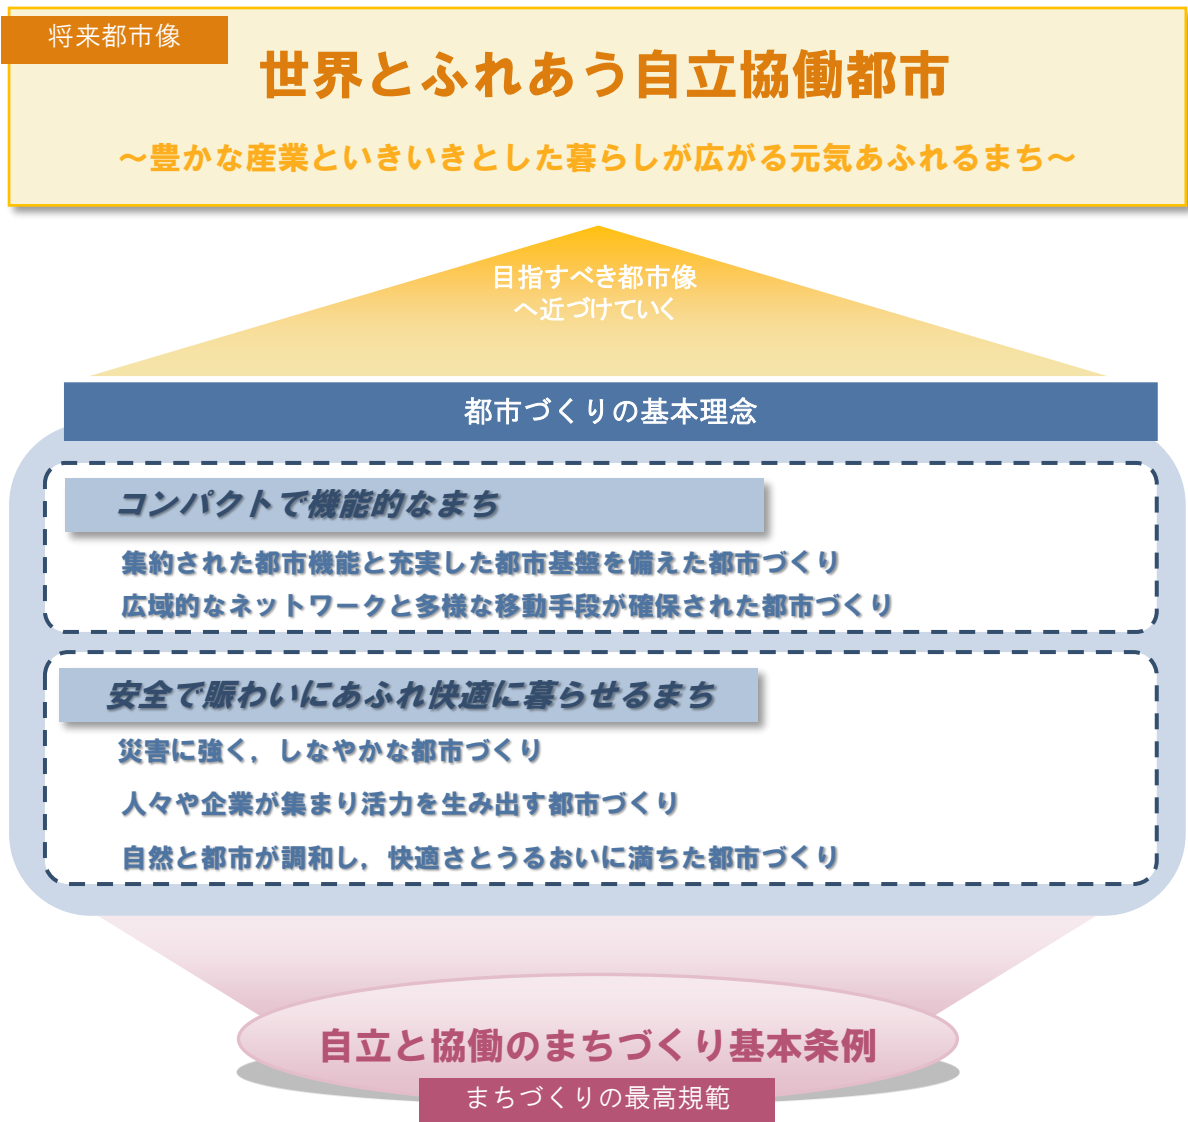 将来都市像
世界とふれあう自立協働都市
～豊かな産業といきいきとした暮らしが広がる元気あふれるまち～
目指すべき都市像
へ近づけていく
都市づくりの基本理念
コンパクトで機能的なまち
集約された都市機能と充実した都市基盤を備えた都市づくり
広域的なネットワークと多様な移動手段が確保された都市づくり
安全で賑わいにあふれ快適に暮らせるまち
災害に強く，しなやかな都市づくり
人々や企業が集まり活力を生み出す都市づくり
自然と都市が調和し，快適さとうるおいに満ちた都市づくり
自立と協働のまちづくり基本条例
まちづくりの最高規範